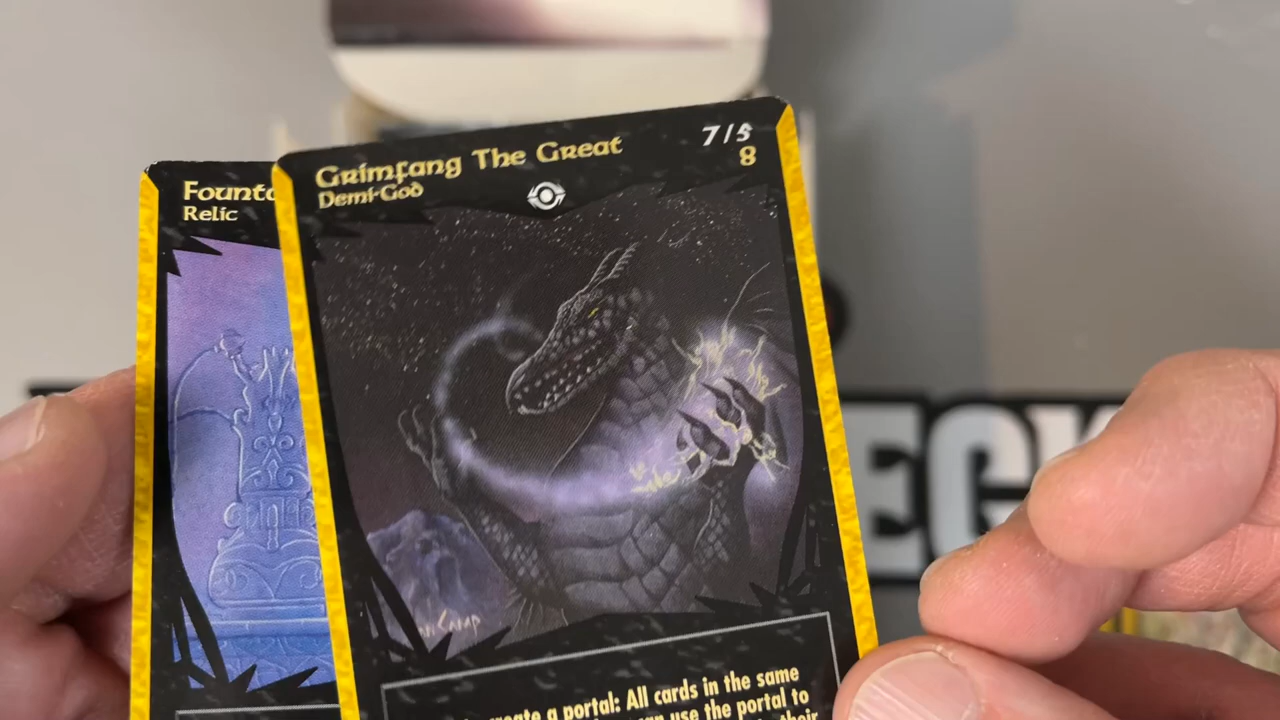 Grimfang The Great
Demi-God
7/5
8
Founta
Relic
Camp
create a portal: All cards in the same
can use the portal to
their